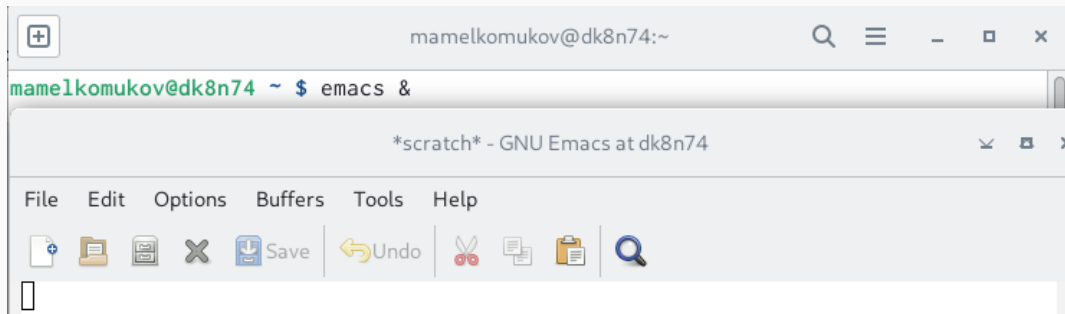 mamelkomukov@dk8n74:~
mamelkomukov@dk8n74 ~ $ emacs &
*scratch* - GNU Emacs at dk8n74
File Edit Options Buffers Tools Help
Save Undo